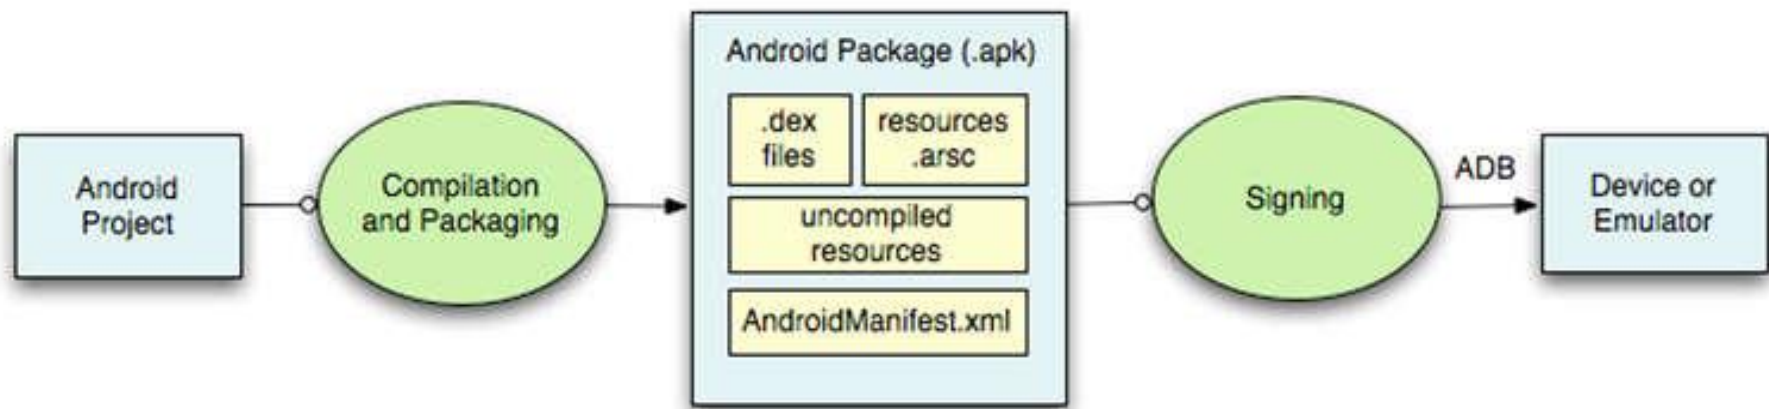 Android
Project
Compilation
and Packaging
Android Package (.apk)
.dex
files
resources
.arsc
uncompiled
resources
AndroidManifest.xml
Signing
ADB
Device or
Emulator